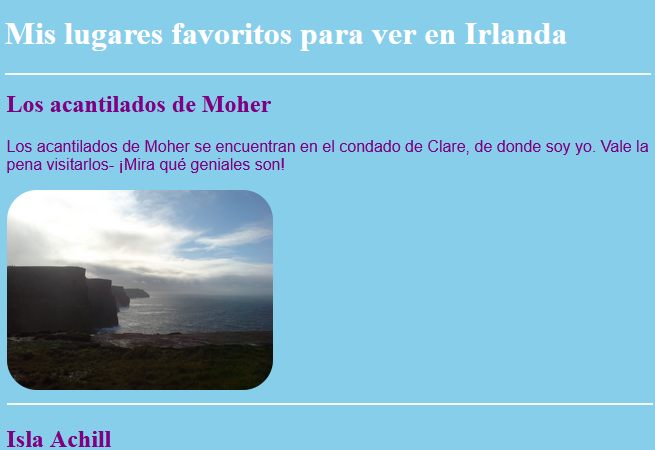 Mis lugares favoritos para ver en Irlanda
Los acantilados de Moher
Los acantilados de Moher se encuentran en el condado de Clare, de donde soy yo. Vale la
pena visitarlos- ¡Mira qué geniales son!
Isla Achill